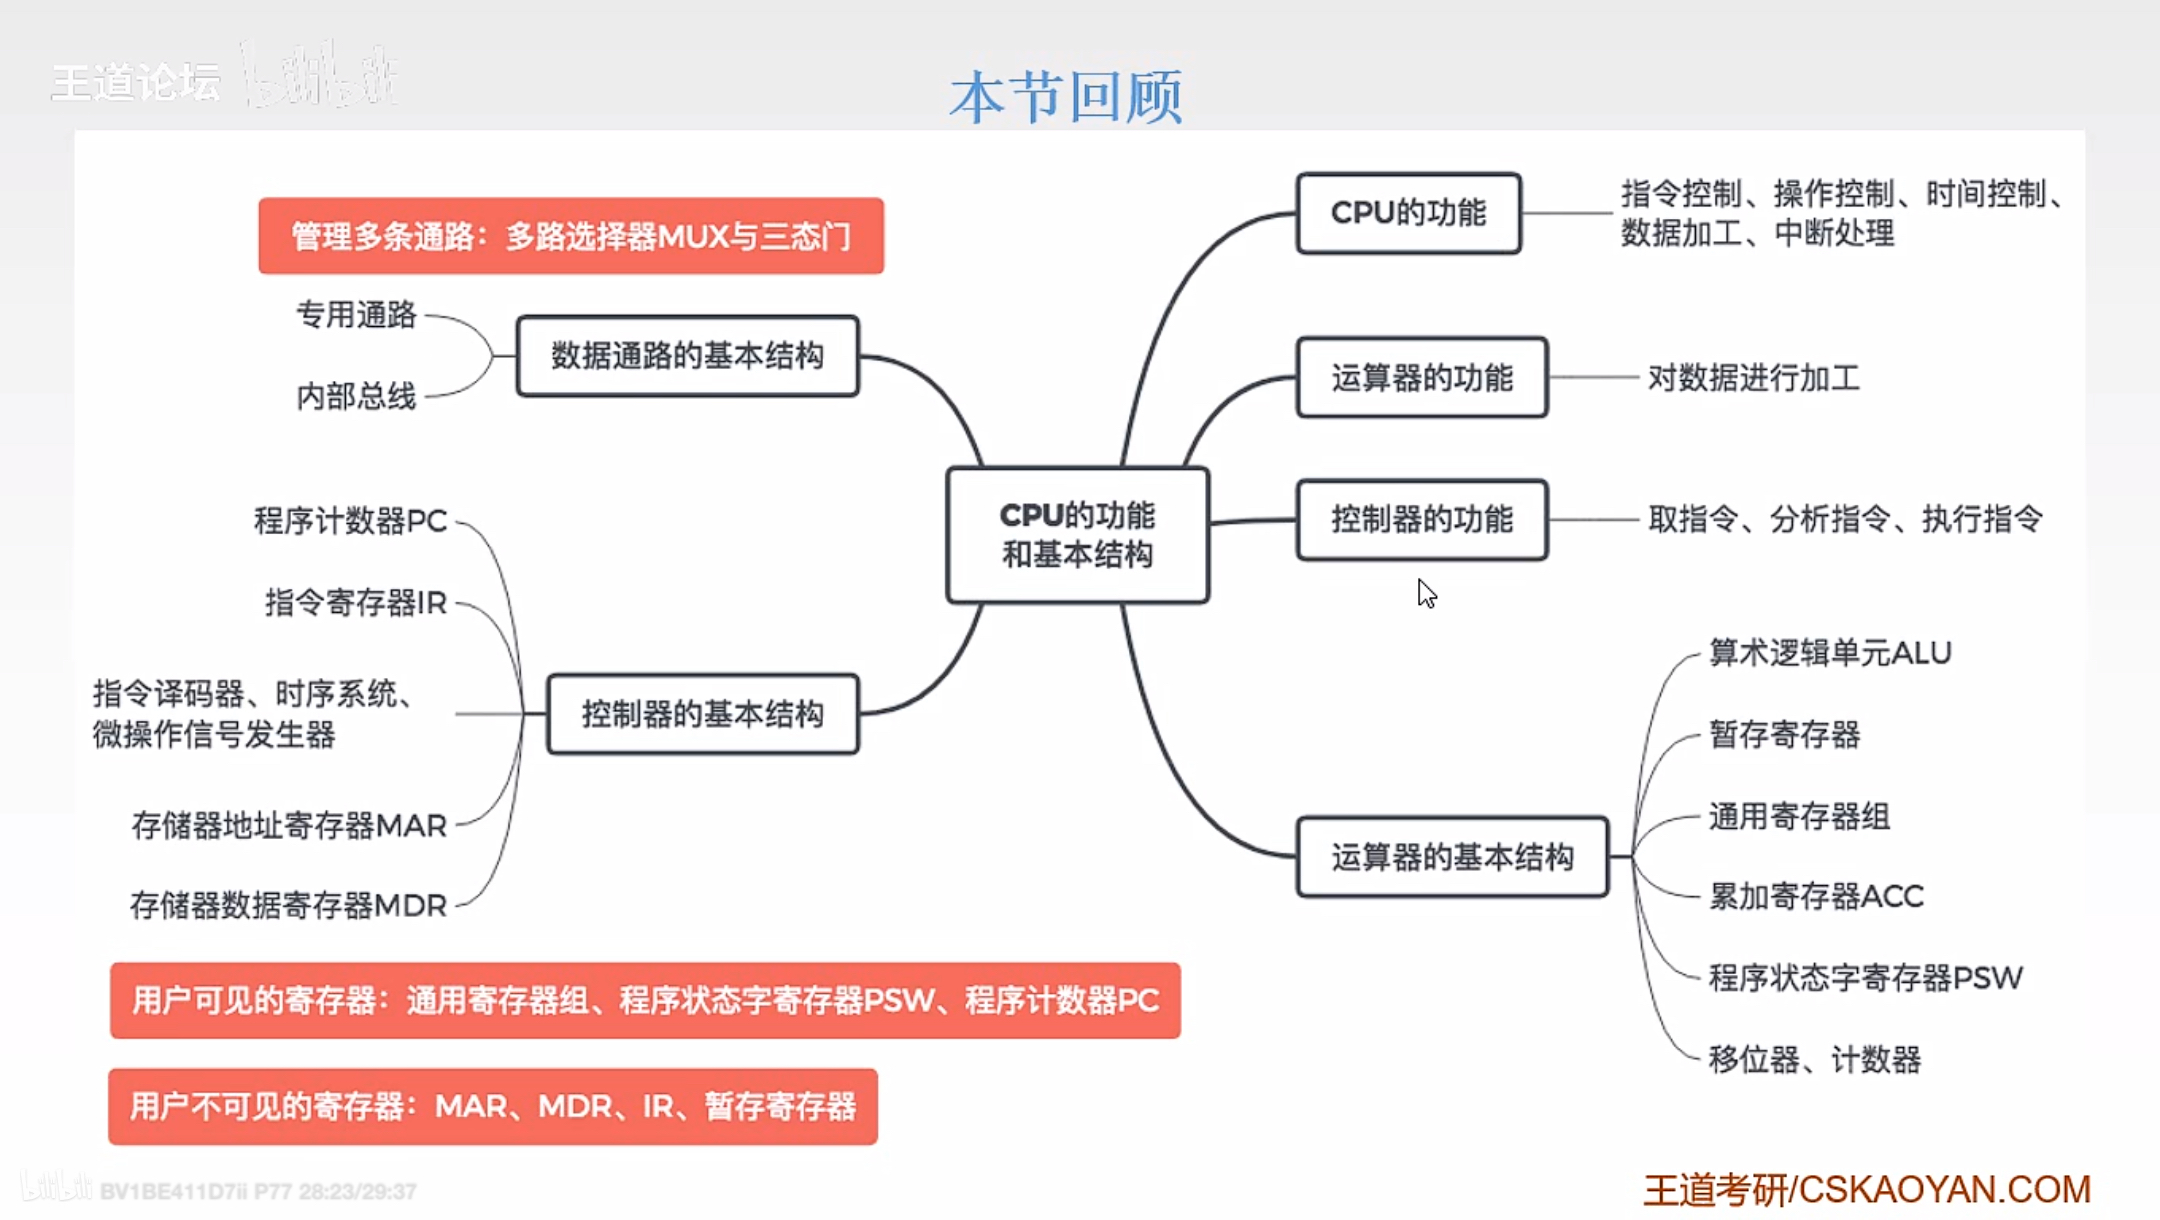 王道论坛 bilibili
本节回顾
管理多条通路：多路选择器MUX与三态门
专用通路
内部总线
数据通路的基本结构
程序计数器PC
指令寄存器IR
指令译码器、时序系统、
微操作信号发生器
存储器地址寄存器MAR
存储器数据寄存器MDR
控制器的基本结构
CPU的功能
和基本结构
CPU的功能
指令控制、操作控制、时间控制、
数据加工、中断处理
运算器的功能
对数据进行加工
控制器的功能
取指令、分析指令、执行指令
运算器的基本结构
算术逻辑单元ALU
暂存寄存器
通用寄存器组
累加寄存器ACC
程序状态字寄存器PSW
移位器、计数器
用户可见的寄存器：通用寄存器组、程序状态字寄存器PSW、程序计数器PC
用户不可见的寄存器：MAR、MDR、IR、暂存寄存器
bilibili BV1BE411D7ii P77 28:23/29:37
王道考研/CSKAOYAN.COM